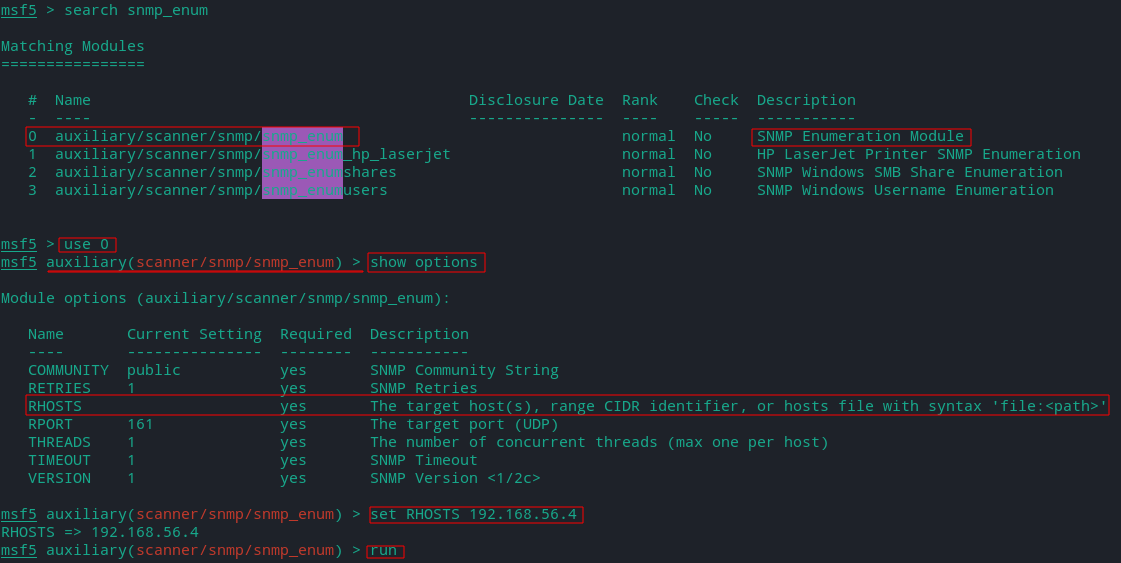 msf5 > search snmp_enum
Matching Modules
================
#  Name                                              Disclosure Date  Rank    Check  Description
-  ----                                              ---------------  ----    -----  -----------
0  auxiliary/scanner/snmp/snmp_enum                                   normal  No     SNMP Enumeration Module
1  auxiliary/scanner/snmp/snmp_enum_hp_laserjet                       normal  No     HP LaserJet Printer SNMP Enumeration
2  auxiliary/scanner/snmp/snmp_enumshares                             normal  No     SNMP Windows SMB Share Enumeration
3  auxiliary/scanner/snmp/snmp_enumusers                              normal  No     SNMP Windows Username Enumeration
msf5 > use 0
msf5 auxiliary(scanner/snmp/snmp_enum) > show options
Module options (auxiliary/scanner/snmp/snmp_enum):
Name       Current Setting  Required  Description
----       ---------------  --------  -----------
COMMUNITY  public           yes       SNMP Community String
RETRIES    1                yes       SNMP Retries
RHOSTS                      yes       The target host(s), range CIDR identifier, or hosts file with syntax 'file:<path>'
RPORT      161              yes       The target port (UDP)
THREADS    1                yes       The number of concurrent threads (max one per host)
TIMEOUT    1                yes       SNMP Timeout
VERSION    1                yes       SNMP Version <1/2c>
msf5 auxiliary(scanner/snmp/snmp_enum) > set RHOSTS 192.168.56.4
RHOSTS => 192.168.56.4
msf5 auxiliary(scanner/snmp/snmp_enum) > run